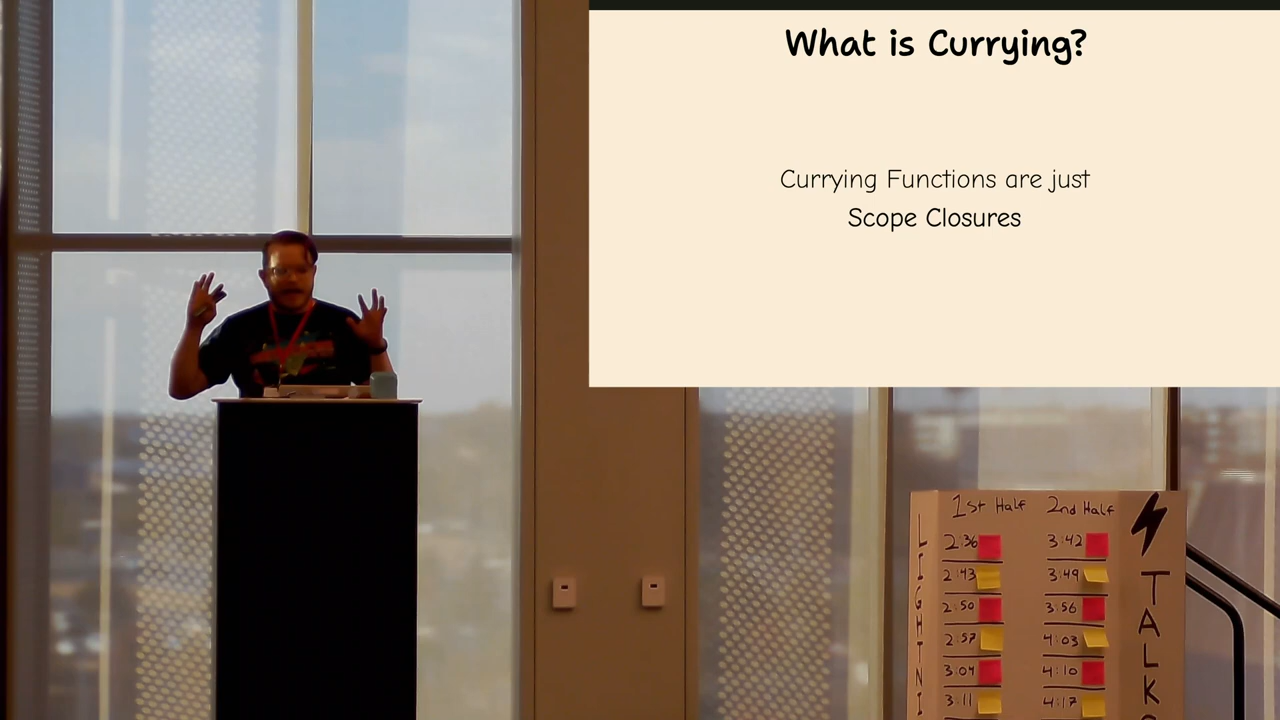 What is Currying?
Currying Functions are just
Scope Closures
1st Half
2:36
2:43
2:50
2:57
3:04
3:11
2nd Half
3:42
3:49
3:56
4:03
4:10
4:17
LIGHTNI
TALK